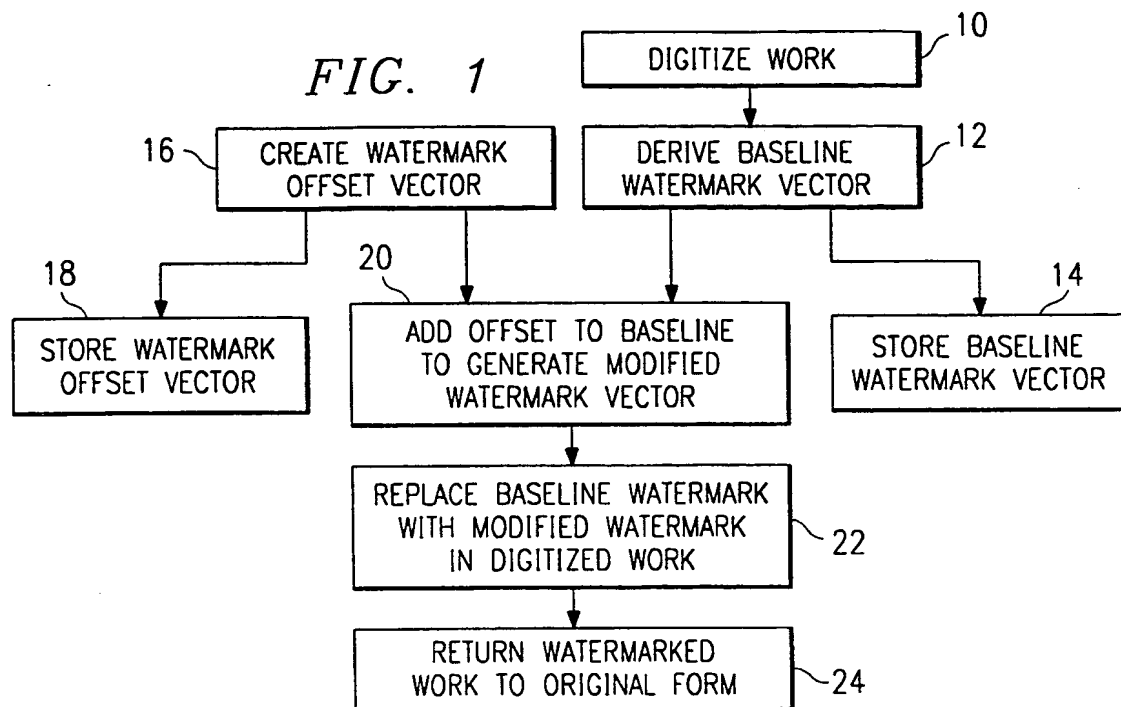 FIG. 1
10
DIGITIZE WORK
16
CREATE WATERMARK
OFFSET VECTOR
12
DERIVE BASELINE
WATERMARK VECTOR
18
STORE WATERMARK
OFFSET VECTOR
20
ADD OFFSET TO BASELINE
TO GENERATE MODIFIED
WATERMARK VECTOR
14
STORE BASELINE
WATERMARK VECTOR
REPLACE BASELINE WATERMARK
WITH MODIFIED WATERMARK
IN DIGITIZED WORK
22
RETURN WATERMARKED
WORK TO ORIGINAL FORM
24